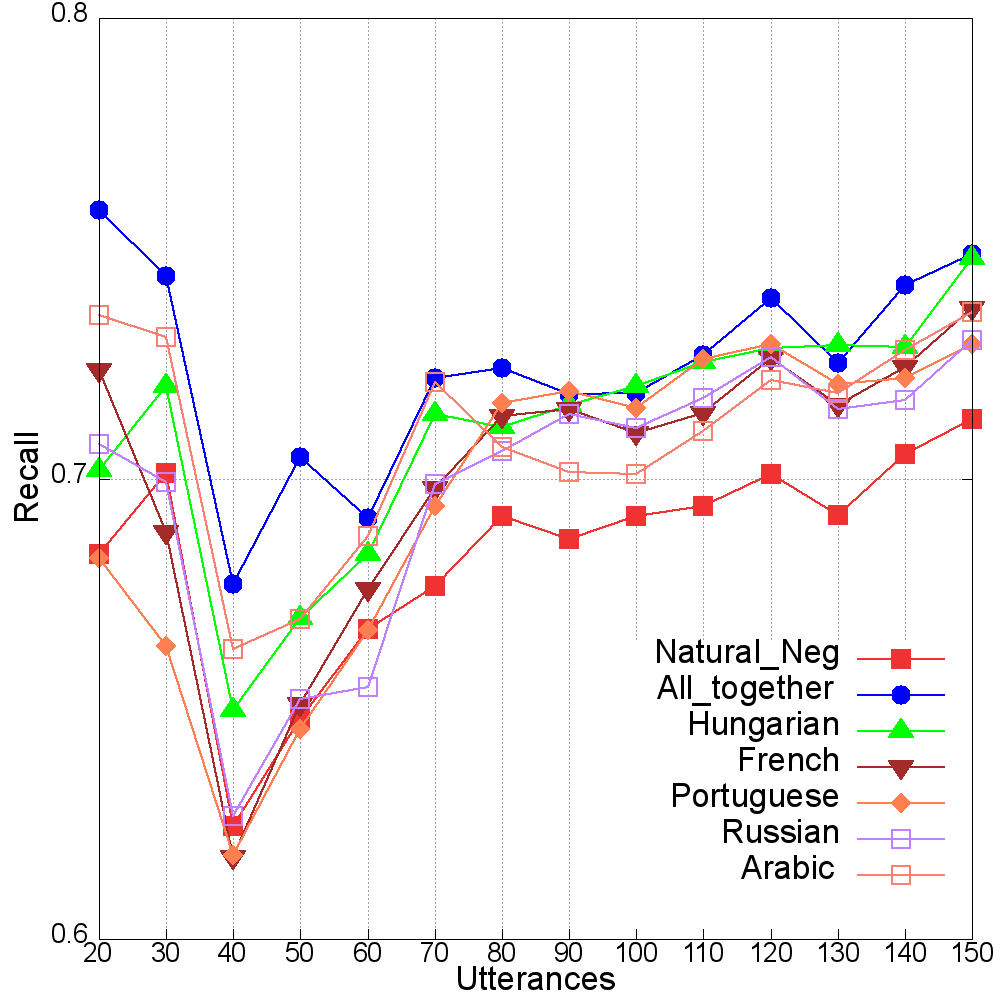 0.8
0.7
0.6
Recall
20 30 40 50 60 70 80 90 100 110 120 130 140 150
Utterances
Natural_Neg
All_together
Hungarian
French
Portuguese
Russian
Arabic